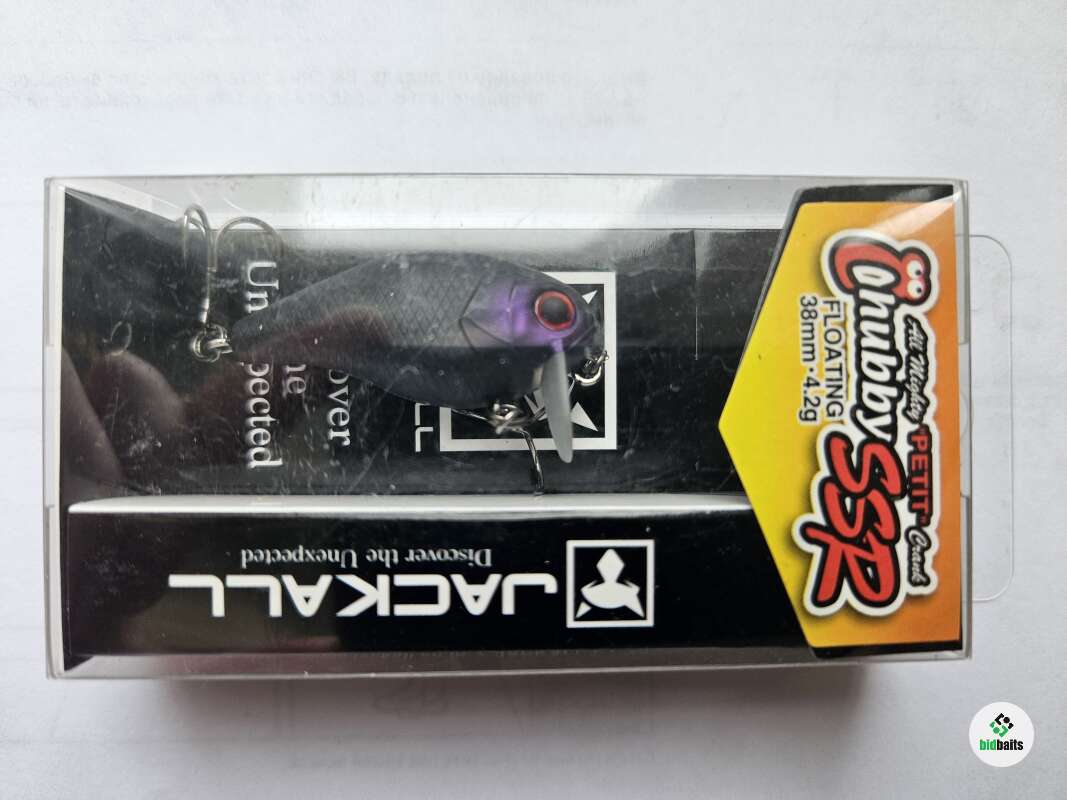 All Mighty "PETIT" Crank
Chubby SSR
FLOATING
38mm·4.2g
JACKALL
Discover the Unexpected
bidbaits